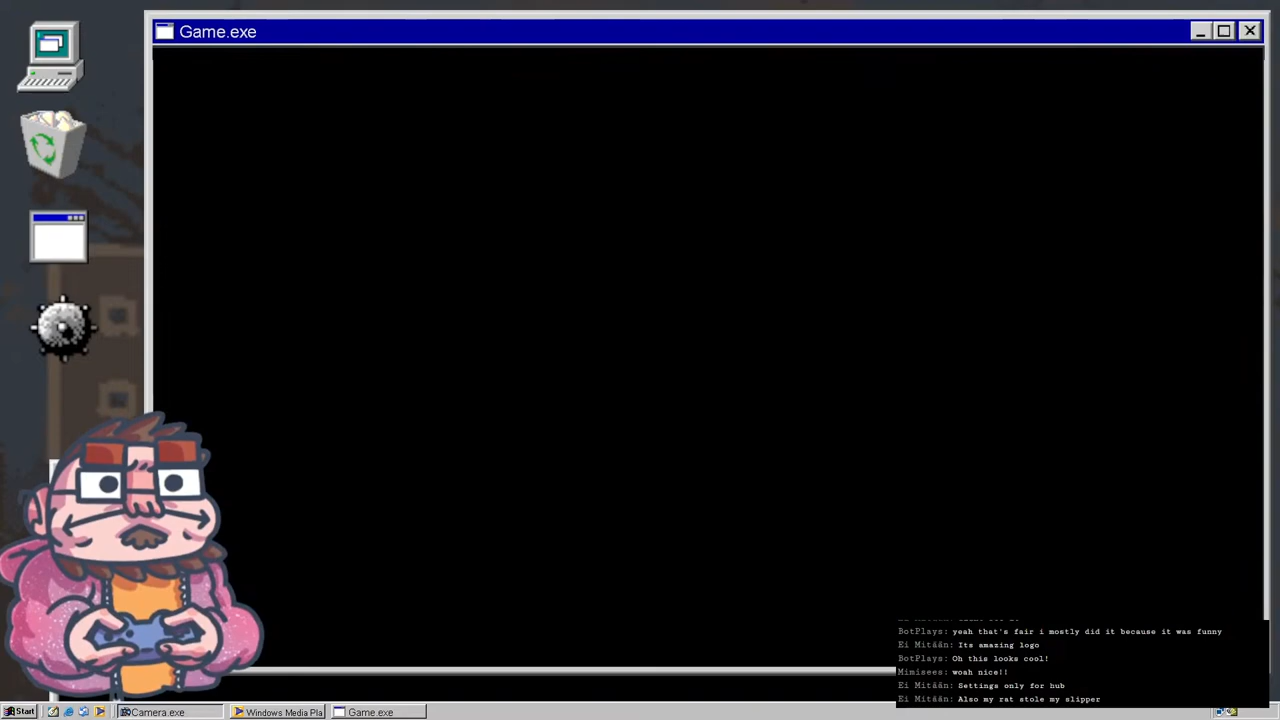 Game.exe
BotPlays: yeah that's fair i mostly did it because it was funny
Ei Mitään: Its amazing logo
BotPlays: Oh this looks cool!
Mimisees: woah nice!!
Ei Mitään: Settings only for hub
Ei Mitään: Also my rat stole my slipper
Start
Camera.exe
Windows Media Pla
Game.exe